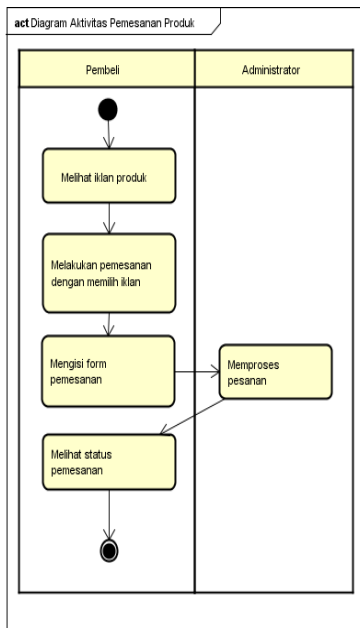 act Diagram Aktivitas Pemesanan Produk
Pembeli
Administrator
Melihat iklan produk
Melakukan pemesanan
dengan memilih iklan
Mengisi form
pemesanan
Memproses
pesanan
Melihat status
pemesanan